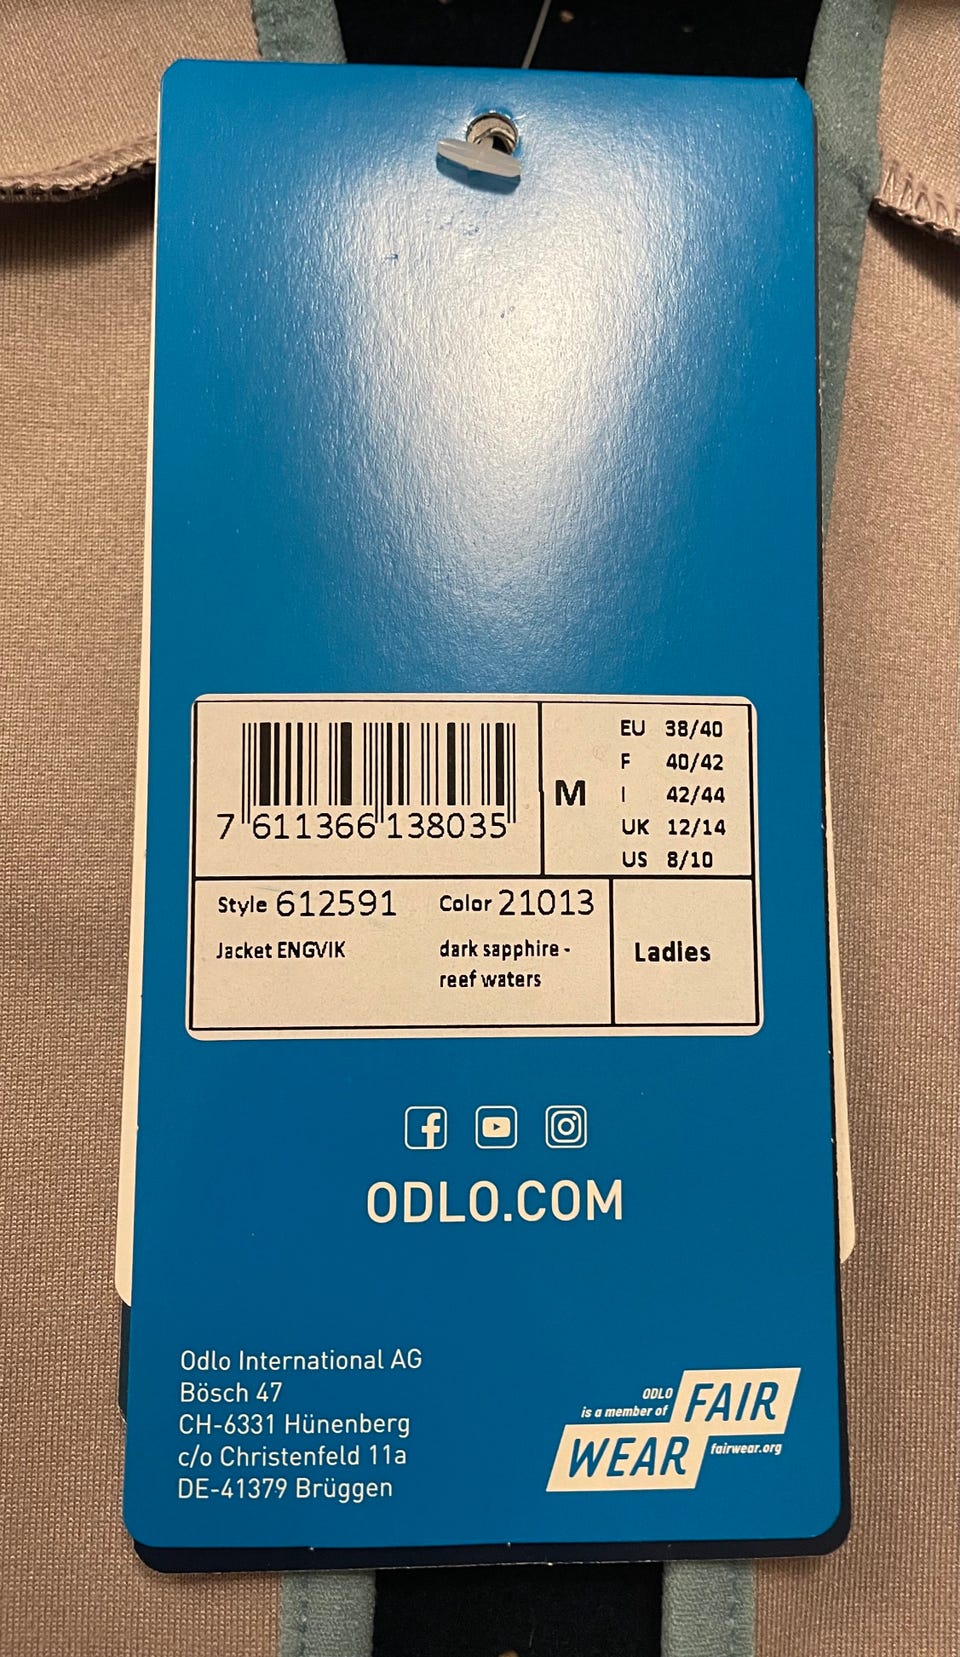 7 611366 138035
M
EU 38/40
F 40/42
I 42/44
UK 12/14
US 8/10
Style 612591
Jacket ENGVIK
Color 21013
dark sapphire -
reef waters
Ladies
ODLO.COM
Odlo International AG
Bösch 47
CH-6331 Hünenberg
c/o Christenfeld 11a
DE-41379 Brüggen
ODLO
is a member of
FAIR
WEAR
fairwear.org